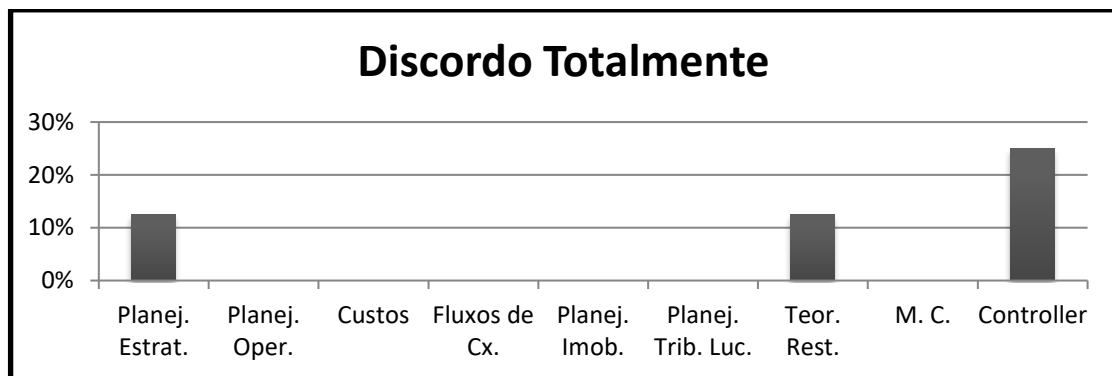 Discordo Totalmente
30%
20%
10%
0%
Planej. Estrat.
Planej. Oper.
Custos
Fluxos de Cx.
Planej. Imob.
Planej. Trib. Luc.
Teor. Rest.
M. C.
Controller